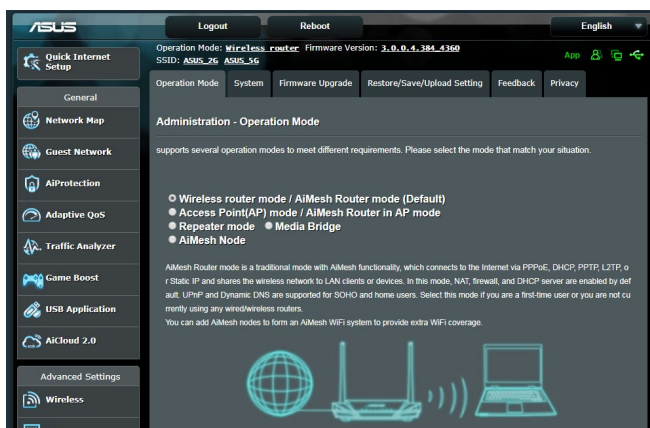 ASUS
Logout
Reboot
English
Quick Internet
Setup
Operation Mode: Wireless router Firmware Version: 3.0.0.4.384_4360
SSID: ASUS_2G ASUS_5G
App
General
Network Map
Guest Network
AiProtection
Adaptive QoS
Traffic Analyzer
Game Boost
USB Application
AiCloud 2.0
Advanced Settings
Wireless
Operation Mode
System
Firmware Upgrade
Restore/Save/Upload Setting
Feedback
Privacy
Administration - Operation Mode
supports several operation modes to meet different requirements. Please select the mode that match your situation.
Wireless router mode / AiMesh Router mode (Default)
Access Point(AP) mode / AiMesh Router in AP mode
Repeater mode Media Bridge
AiMesh Node
AiMesh Router mode is a traditional mode with AiMesh functionality, which connects to the Internet via PPPoE, DHCP, PPTP, L2TP, o
r Static IP and shares the wireless network to LAN clients or devices. In this mode, NAT, firewall, and DHCP server are enabled by def
ault. UPnP and Dynamic DNS are supported for SOHO and home users. Select this mode if you are a first-time user or you are not cu
rrently using any wired/wireless routers.
You can add AiMesh nodes to form an AiMesh WiFi system to provide extra WiFi coverage.